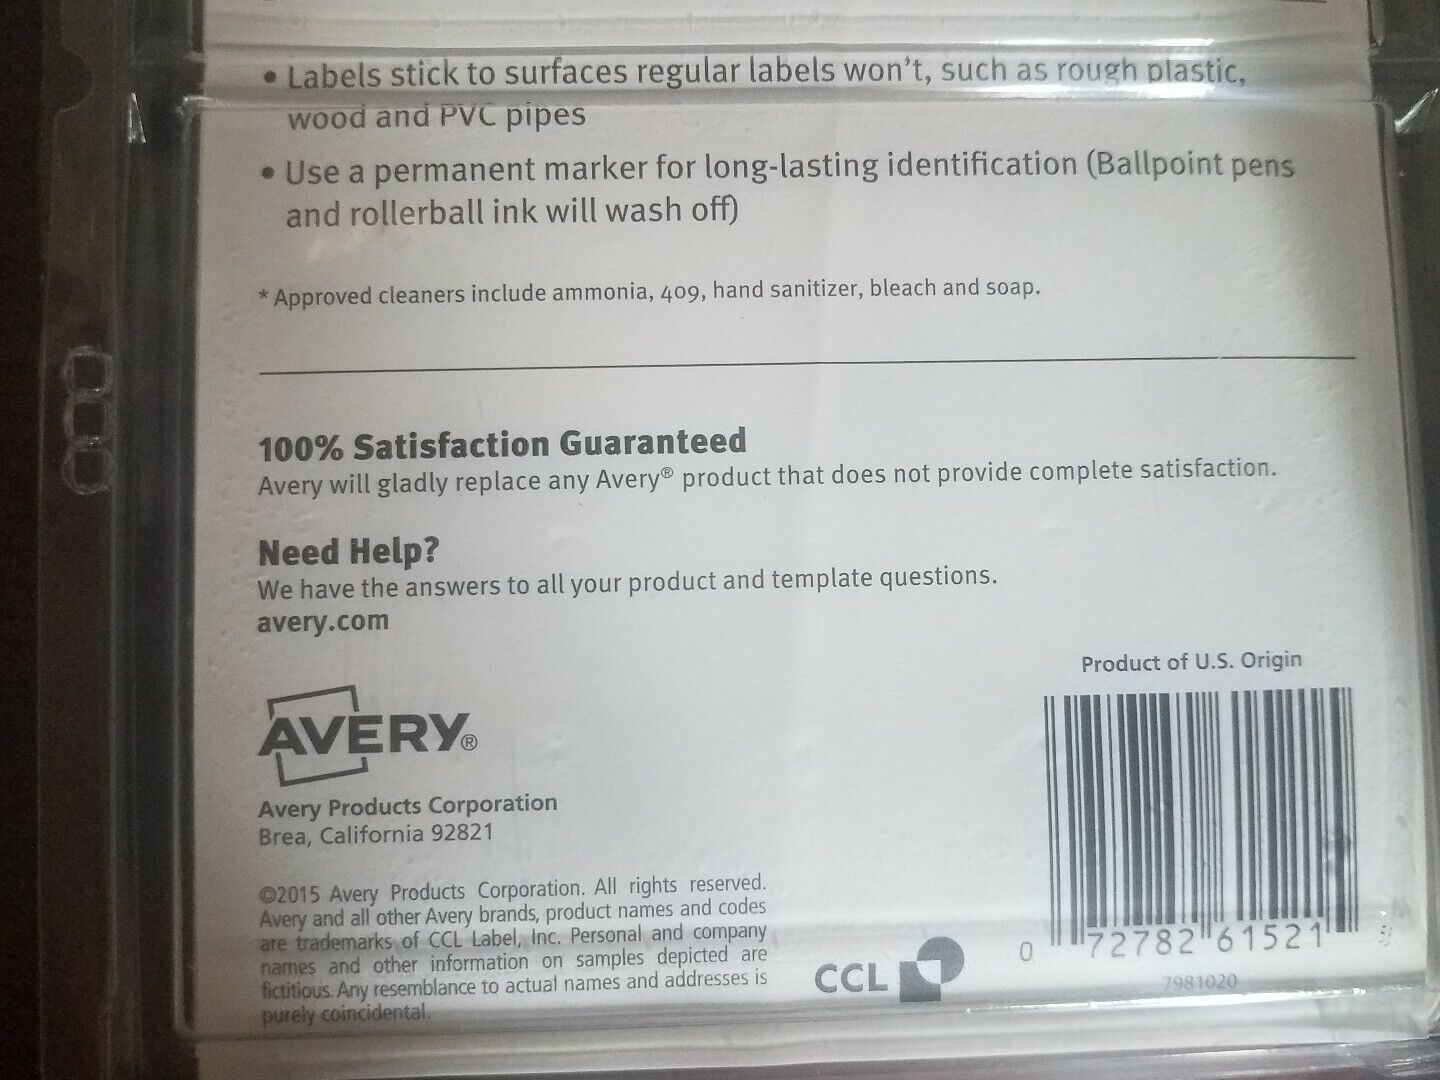 • Labels stick to surfaces regular labels won't, such as rough plastic,
wood and PVC pipes
• Use a permanent marker for long-lasting identification (Ballpoint pens
and rollerball ink will wash off)
* Approved cleaners include ammonia, 409, hand sanitizer, bleach and soap.
100% Satisfaction Guaranteed
Avery will gladly replace any Avery® product that does not provide complete satisfaction.
Need Help?
We have the answers to all your product and template questions.
avery.com
Product of U.S. Origin
AVERY®
Avery Products Corporation
Brea, California 92821
©2015 Avery Products Corporation. All rights reserved.
Avery and all other Avery brands, product names and codes
are trademarks of CCL Label, Inc. Personal and company
names and other information on samples depicted are
fictitious. Any resemblance to actual names and addresses is
purely coincidental.
CCL
0 72782 61521
7981020